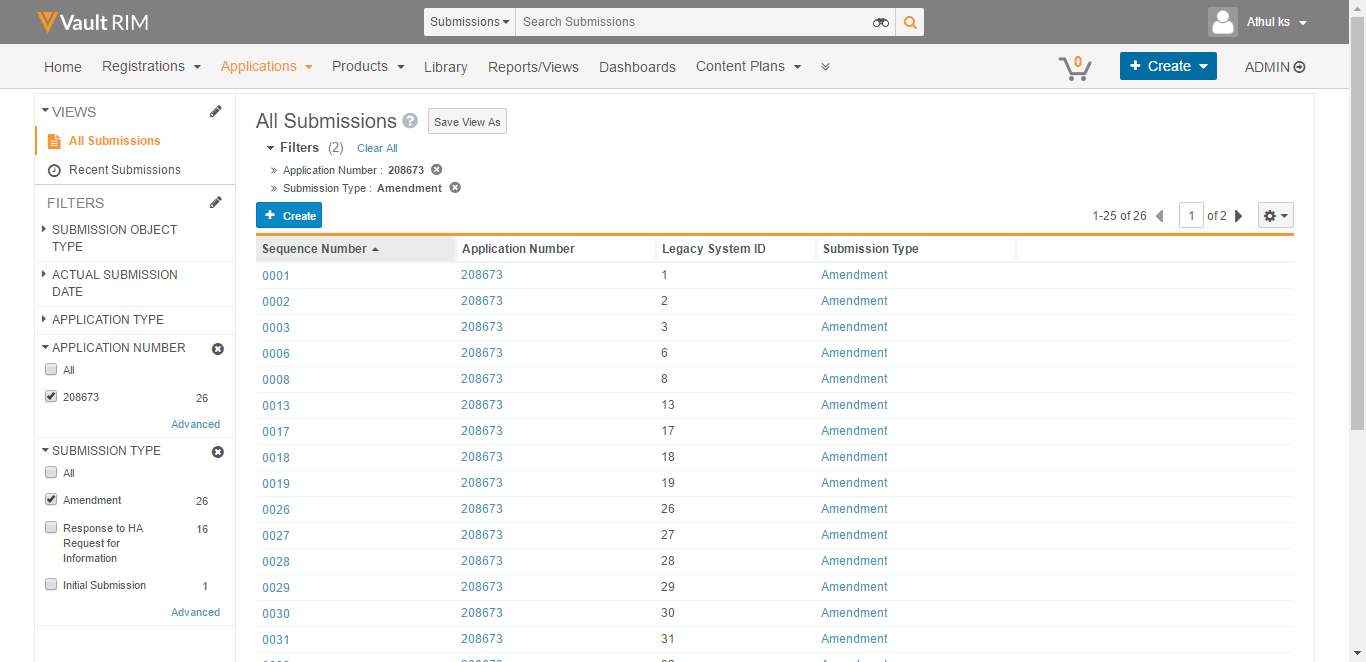 Vault RIM
Submissions Search Submissions
Athul ks
Home Registrations Applications Products Library Reports/Views Dashboards Content Plans 0 Create ADMIN
VIEWS
All Submissions
Recent Submissions
FILTERS
SUBMISSION OBJECT
TYPE
ACTUAL SUBMISSION
DATE
APPLICATION TYPE
APPLICATION NUMBER
All
208673 26
Advanced
SUBMISSION TYPE
All
Amendment 26
Response to HA 16
Request for
Information
Initial Submission 1
Advanced
All Submissions ? Save View As
Filters (2) Clear All
» Application Number : 208673
» Submission Type : Amendment
+ Create 1-25 of 26 1 of 2
Sequence Number Application Number Legacy System ID Submission Type
0001 208673 1 Amendment
0002 208673 2 Amendment
0003 208673 3 Amendment
0006 208673 6 Amendment
0008 208673 8 Amendment
0013 208673 13 Amendment
0017 208673 17 Amendment
0018 208673 18 Amendment
0019 208673 19 Amendment
0026 208673 26 Amendment
0027 208673 27 Amendment
0028 208673 28 Amendment
0029 208673 29 Amendment
0030 208673 30 Amendment
0031 208673 31 Amendment